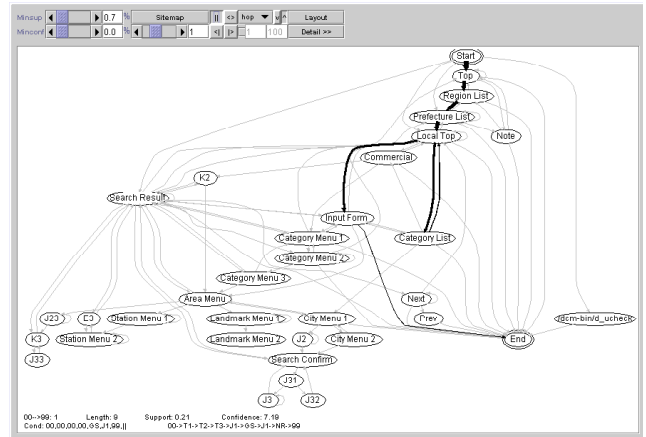 Minsup 0.7 % Sitemap || <> hop v ^ Layout
Minconf 0.0 % 1 <| |> 1 100 Detail >>
Start
Top
Region List
Prefecture List
Local Top
Note
Commercial
K2
Search Result
Input Form
Category Menu 1
Category List
Category Menu 2
Category Menu 3
Area Menu
Next
J23
E3
Station Menu 1
Landmark Menu 1
City Menu 1
Prev
/dcm-bin/d_ucheck
K3
Station Menu 2
Landmark Menu 2
J2
City Menu 2
End
J33
Search Confirm
J31
J3
J32
00-->99: 1 Length: 9 Support: 0.21 Confidence: 7.19
Cond: 00,00,00,00,GS,J1,99,|| 00->T1->T2->T3->J1->GS->J1->NR->99